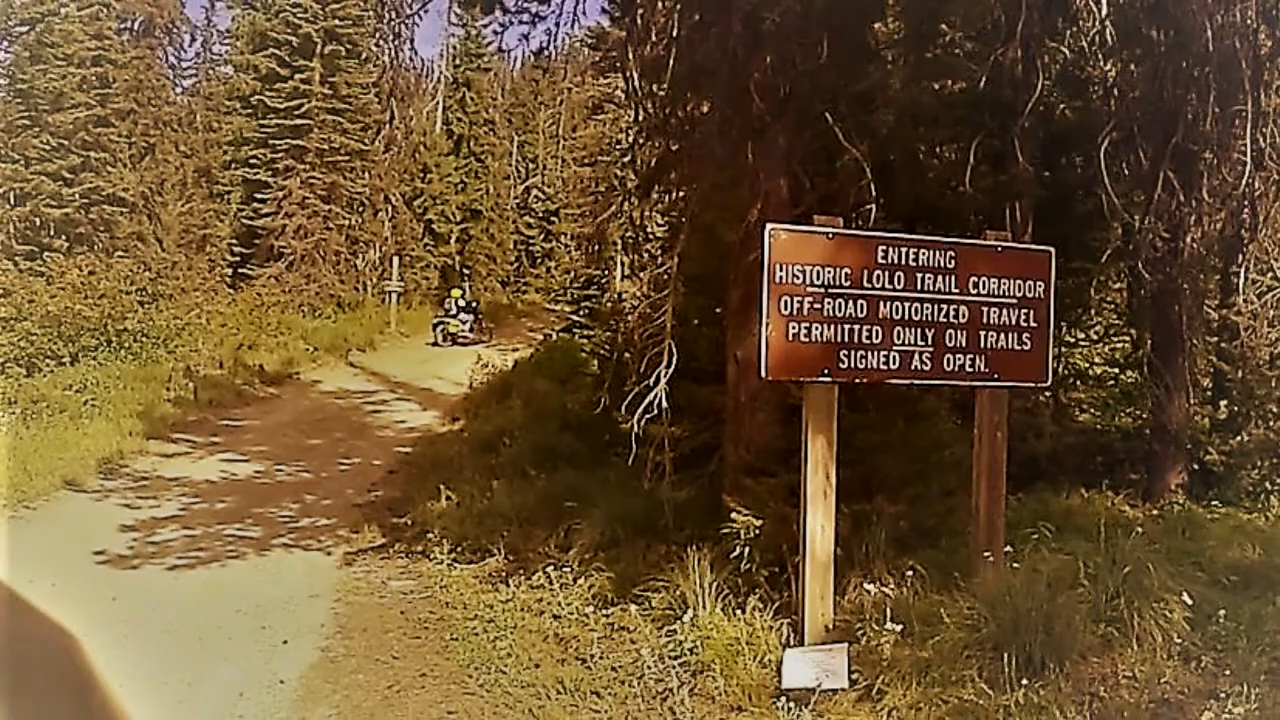 ENTERING
HISTORIC LOLO TRAIL CORRIDOR
OFF-ROAD MOTORIZED TRAVEL
PERMITTED ONLY ON TRAILS
SIGNED AS OPEN.